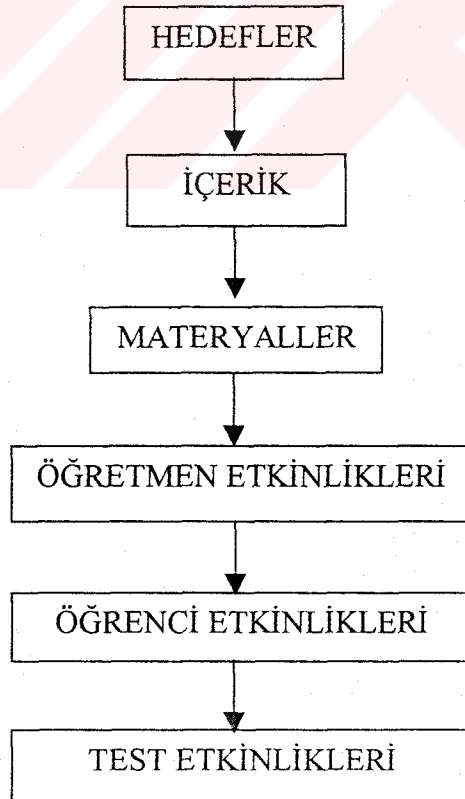 HEDEFLER
İÇERİK
MATERYALLER
ÖĞRETMEN ETKİNLİKLERİ
ÖĞRENCİ ETKİNLİKLERİ
TEST ETKİNLİKLERİ